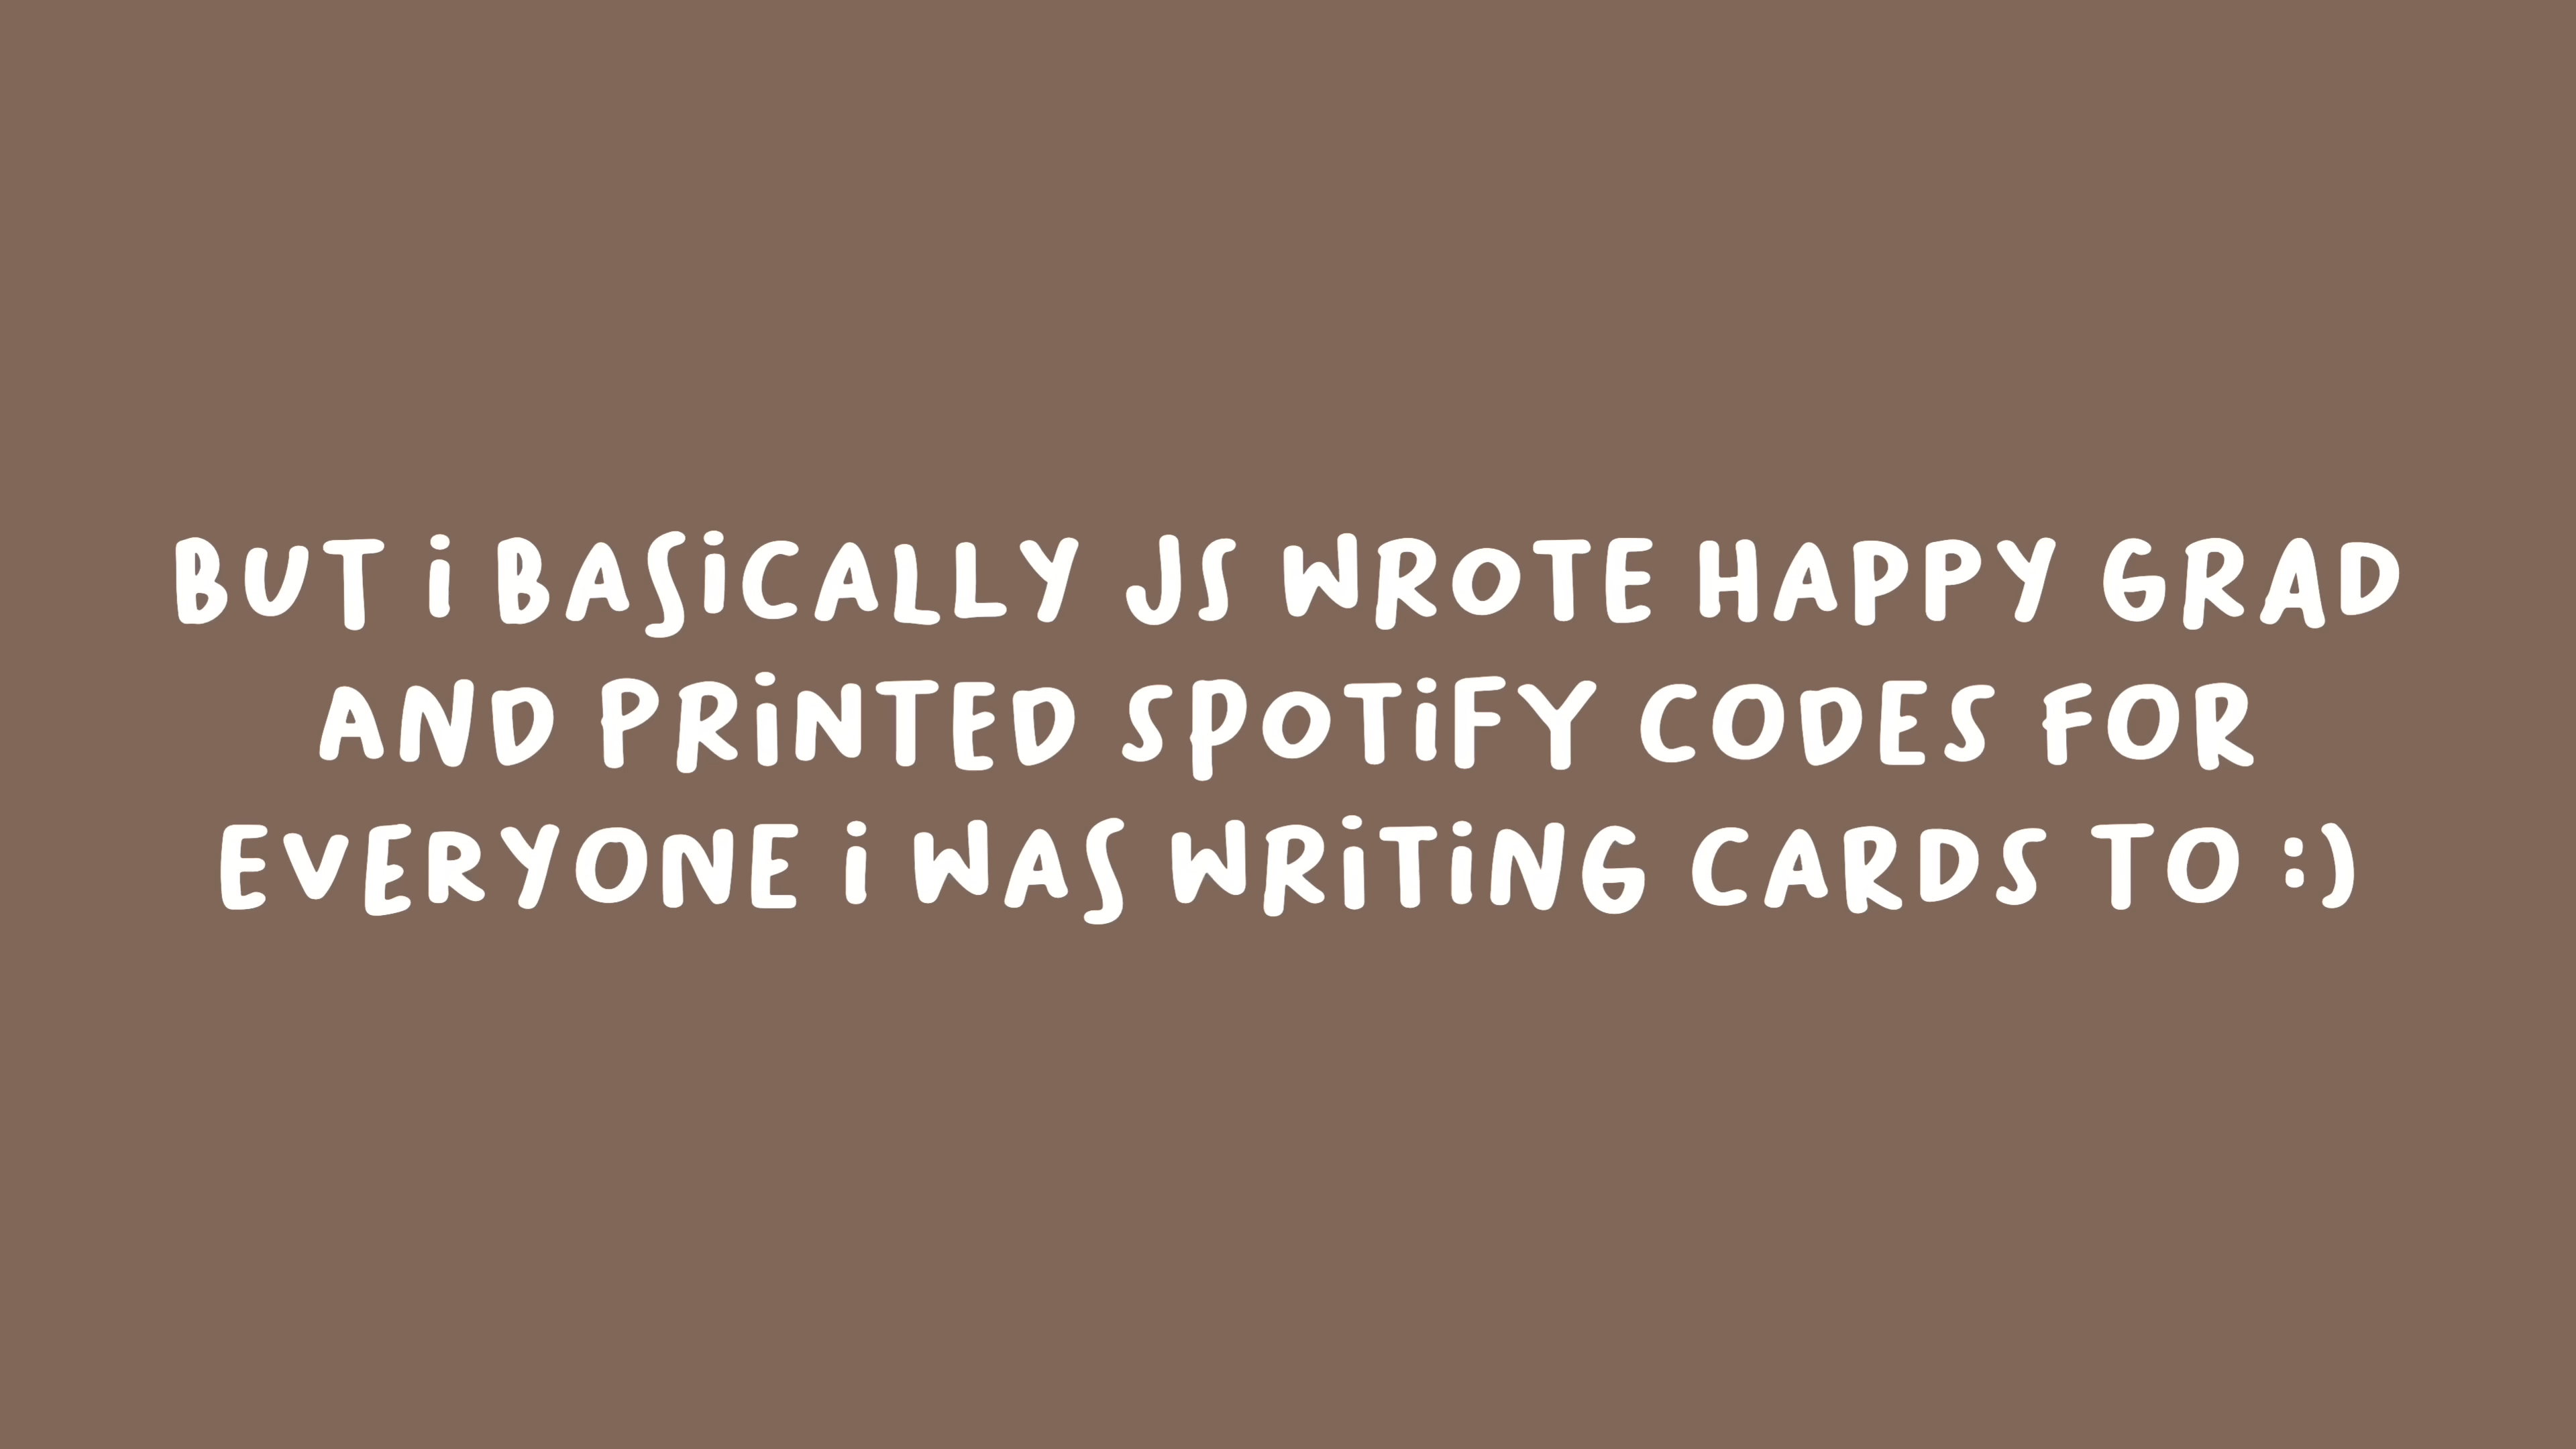 BUT i BASiCALLY JS WROTE HAPPY GRAD
AND PRiNTED SPOTiFY CODES FOR
EVERYONE i WAS WRiTiNG CARDS TO :)